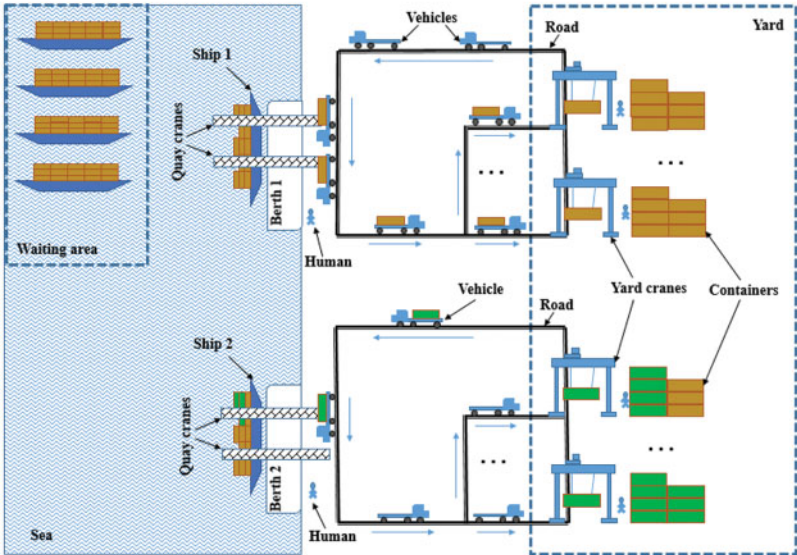 Vehicles
Road
Yard
Ship 1
Quay cranes
Berth 1
. . .
. . .
Waiting area
Human
Vehicle
Road
Yard cranes
Containers
Ship 2
Quay cranes
Berth 2
. . .
. . .
Human
Sea